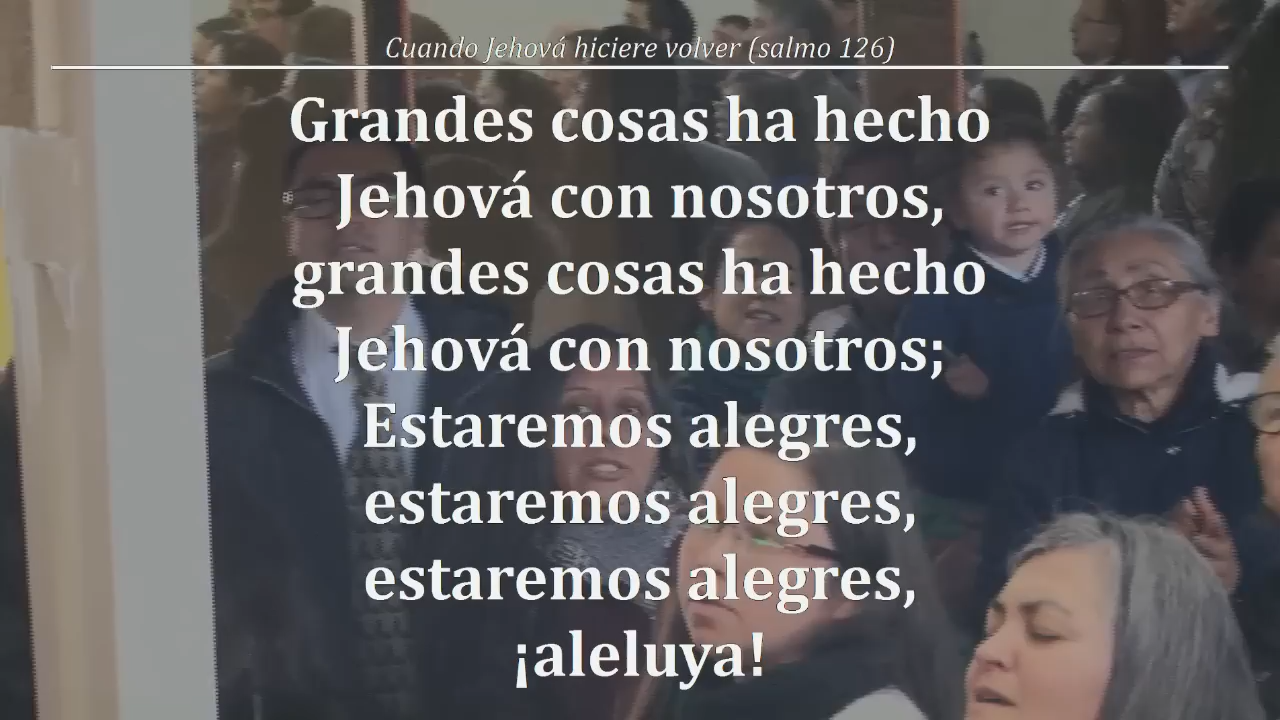 Cuando Jehová hiciere volver (salmo 126)
Grandes cosas ha hecho
Jehová con nosotros,
grandes cosas ha hecho
Jehová con nosotros;
Estaremos alegres,
estaremos alegres,
estaremos alegres,
¡aleluya!